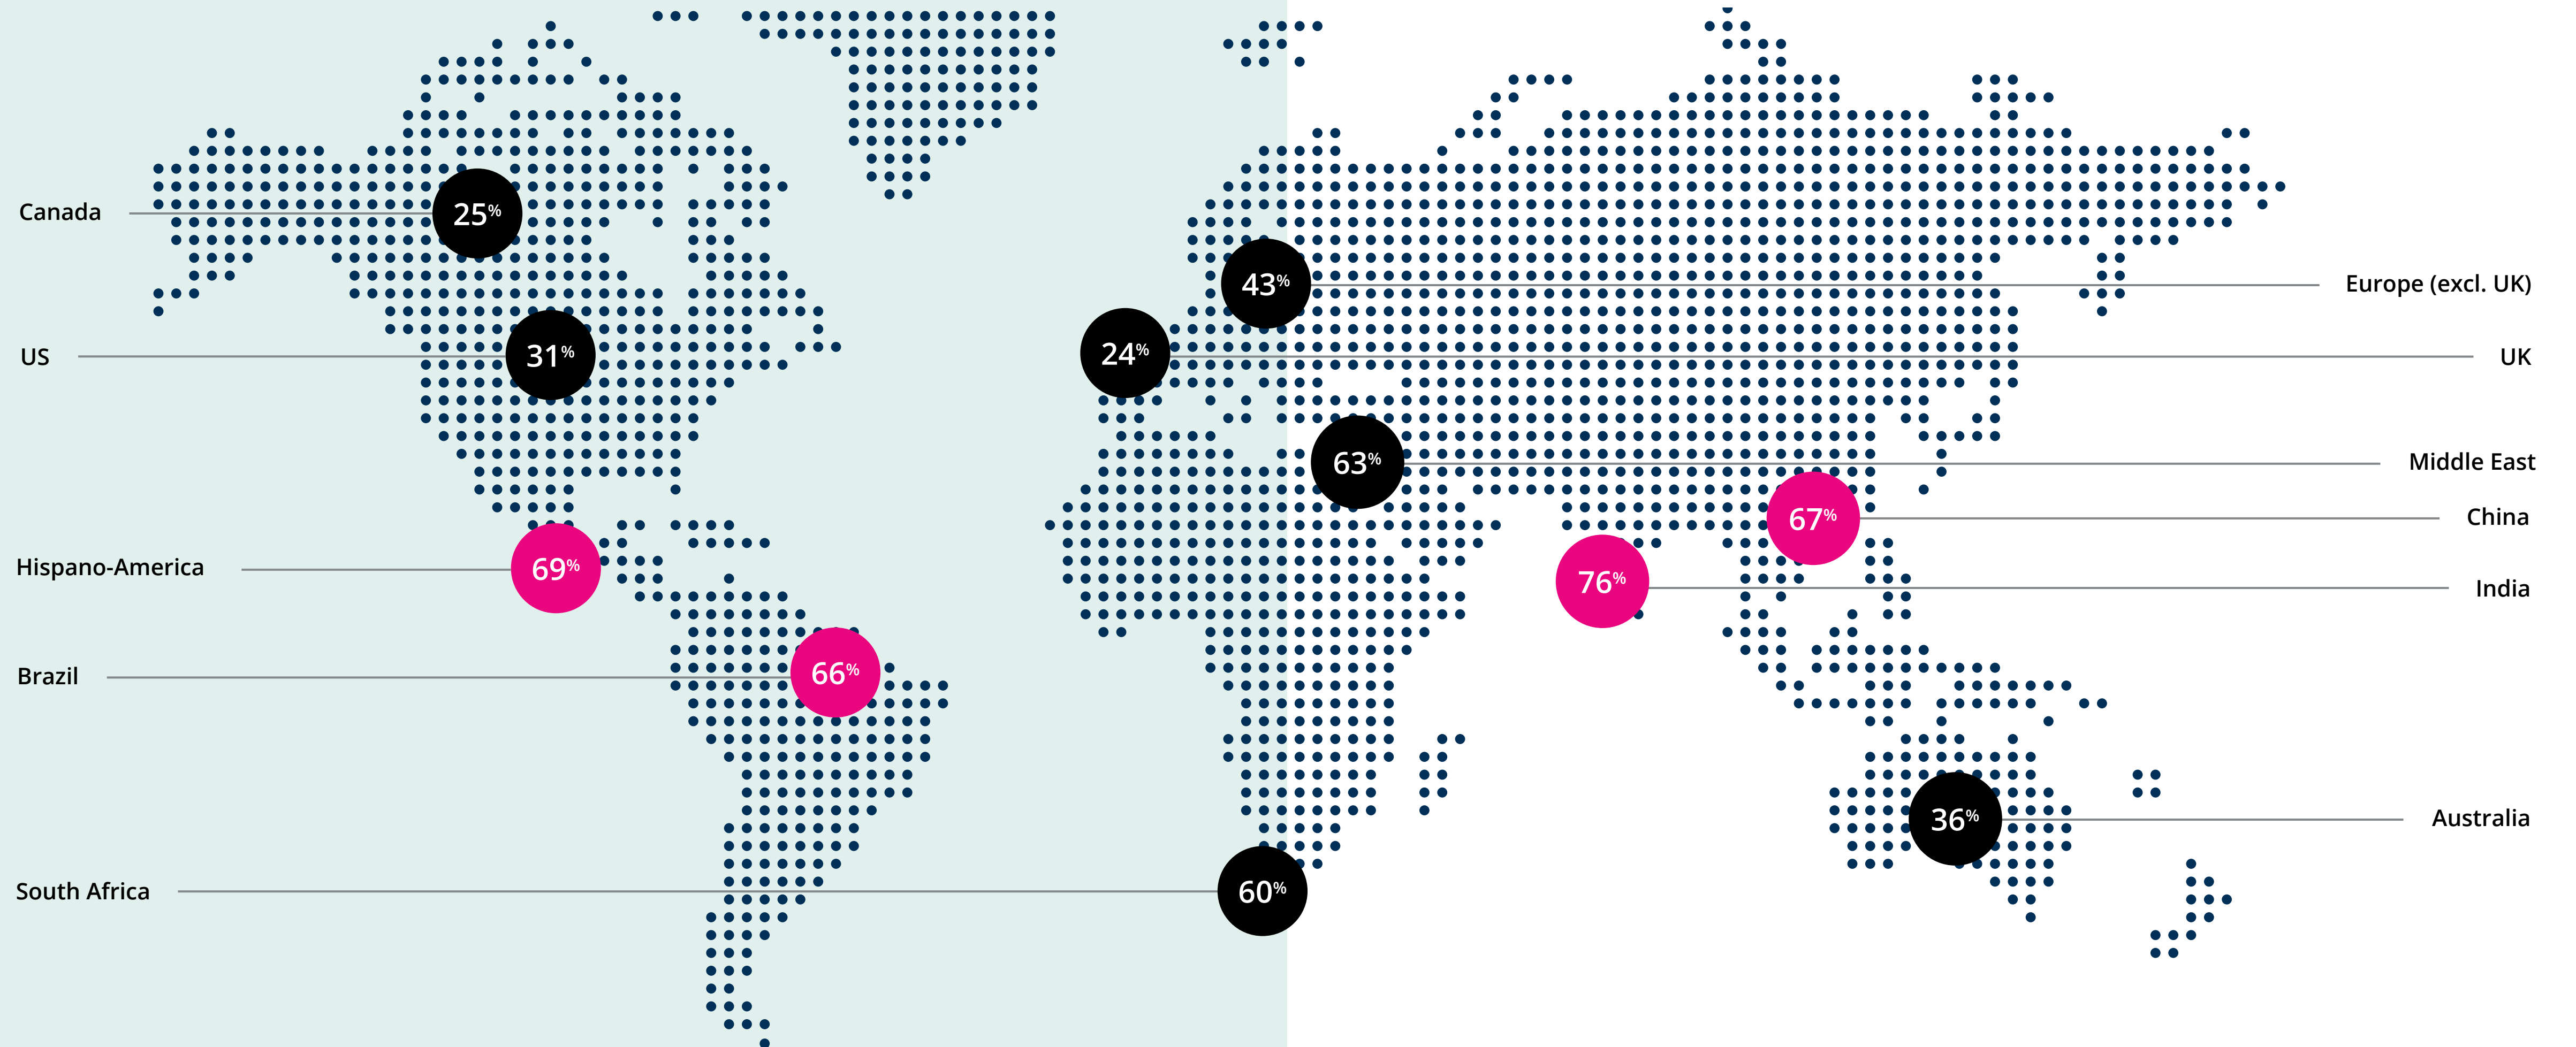 Canada
25%
US
31%
Hispano-America
69%
Brazil
66%
South Africa
60%
43%
Europe (excl. UK)
24%
UK
63%
Middle East
67%
China
76%
India
36%
Australia